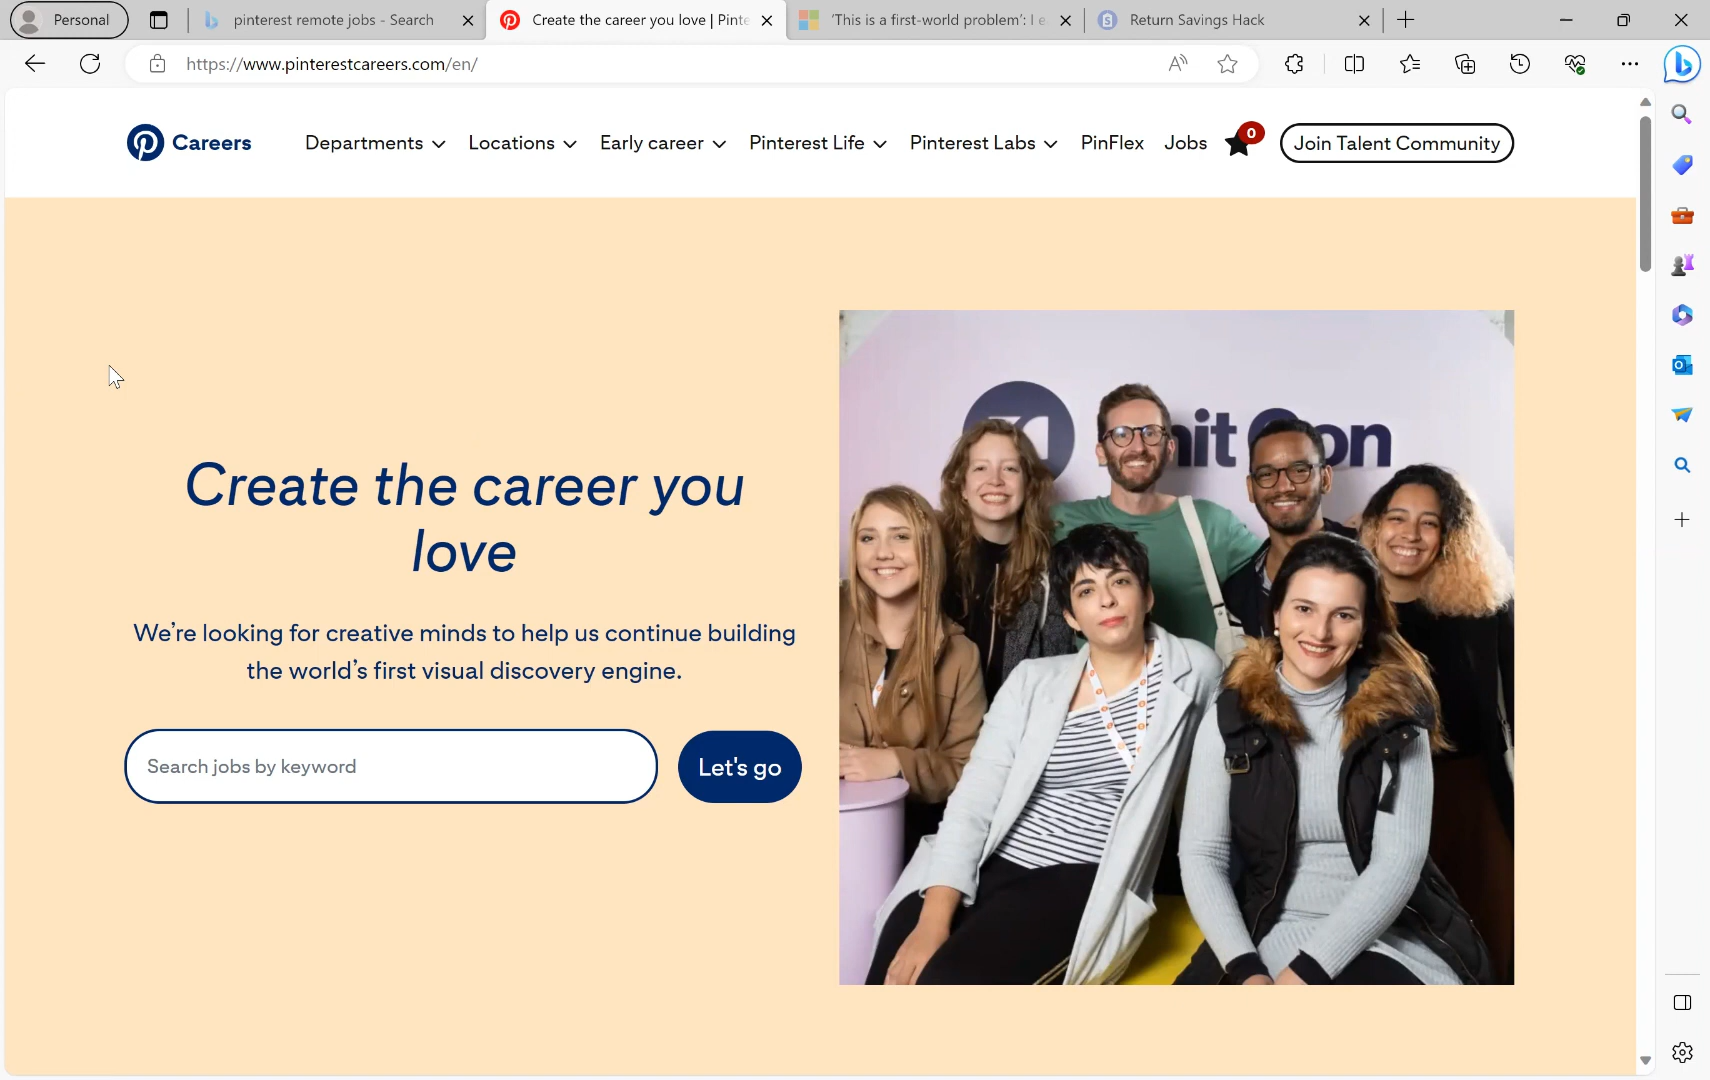 Personal
pinterest remote jobs - Search
Create the career you love | Pinte
'This is a first-world problem': I e
Return Savings Hack
https://www.pinterestcareers.com/en/
Careers
Departments
Locations
Early career
Pinterest Life
Pinterest Labs
PinFlex
Jobs
0
Join Talent Community
Create the career you
love
We're looking for creative minds to help us continue building
the world's first visual discovery engine.
Search jobs by keyword
Let's go